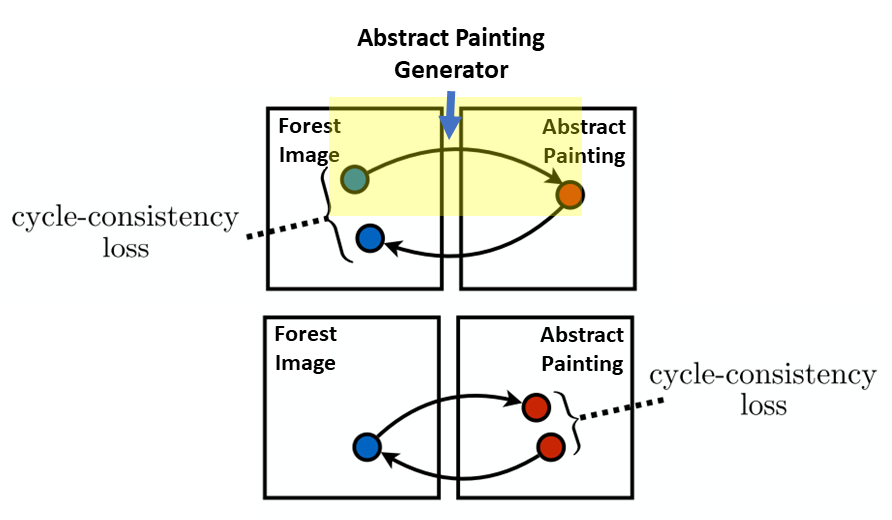 Abstract Painting
Generator
Forest
Image
Abstract
Painting
cycle-consistency
loss
Forest
Image
Abstract
Painting
cycle-consistency
loss